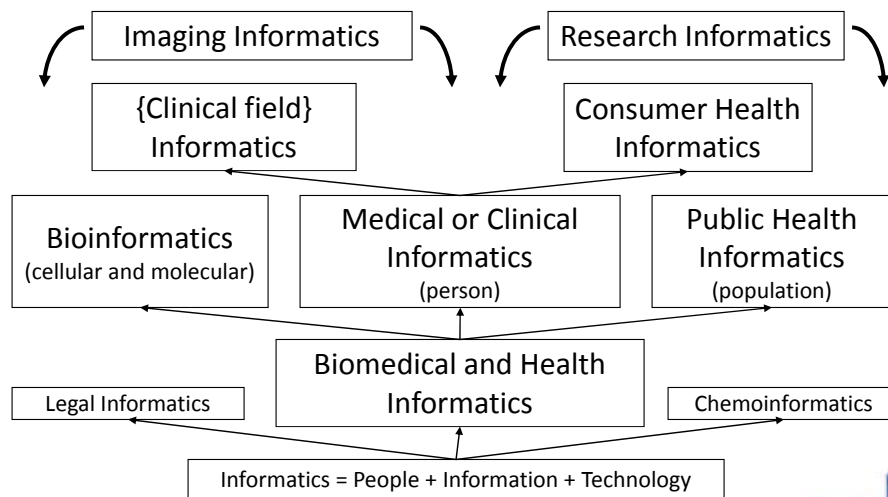 Imaging Informatics
Research Informatics
{Clinical field}
Informatics
Consumer Health
Informatics
Bioinformatics
(cellular and molecular)
Medical or Clinical
Informatics
(person)
Public Health
Informatics
(population)
Biomedical and Health
Informatics
Legal Informatics
Chemoinformatics
Informatics = People + Information + Technology